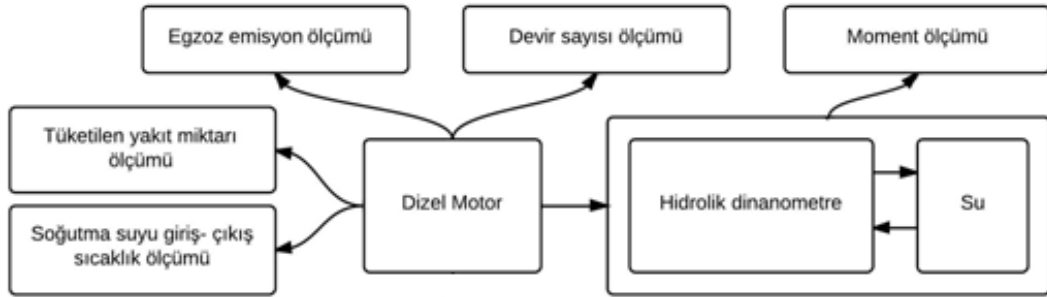 Egzoz emisyon ölçümü
Devir sayısı ölçümü
Moment ölçümü
Tüketilen yakıt miktarı
ölçümü
Dizel Motor
Hidrolik dinanometre
Su
Soğutma suyu giriş- çıkış
sıcaklık ölçümü